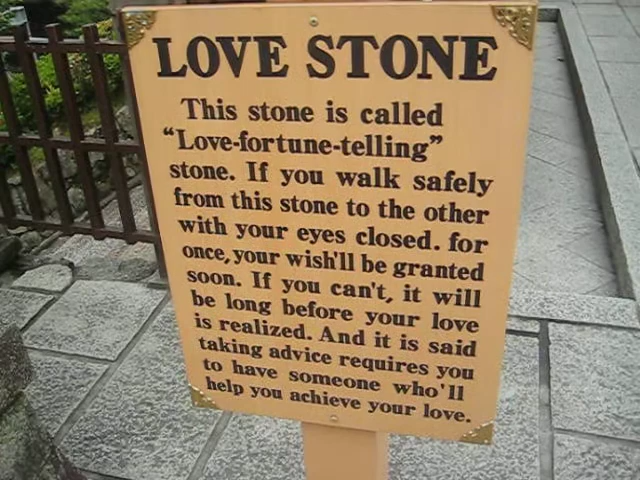 LOVE STONE
This stone is called
“Love-fortune-telling”
stone. If you walk safely
from this stone to the other
with your eyes closed. for
once,your wish'll be granted
soon. If you can't, it will
be long before your love
is realized. And it is said
taking advice requires you
to have someone who'll
help you achieve your love.